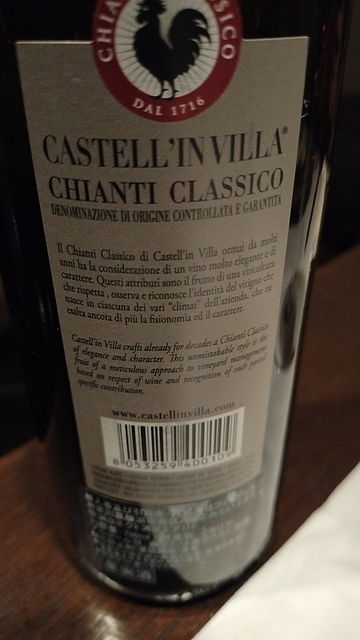 CHIANTI CLASSICO
DAL 1716
CASTELL'IN VILLA®
CHIANTI CLASSICO
DENOMINAZIONE DI ORIGINE CONTROLLATA E GARANTITA
Il Chianti Classico di Castell'in Villa ormai da molti
anni ha la considerazione di un vino molto elegante e di
carattere. Questi attributi sono il frutto di una viticoltura
che rispetta, osserva e riconosce l'identità del vitigno che
nasce in ciascuna dei vari "climat" dell'azienda, che ne
esalta ancora di più la fisionomia ed il carattere.
Castell'in Villa crafts already for decades a Chianti Classico
of elegance and character. This unmistakable style is the
fruit of a meticulous approach to vineyard management
based on respect of wine and recognition of each parcel
specific contribution.
www.castellinvilla.com
8 053259 400109